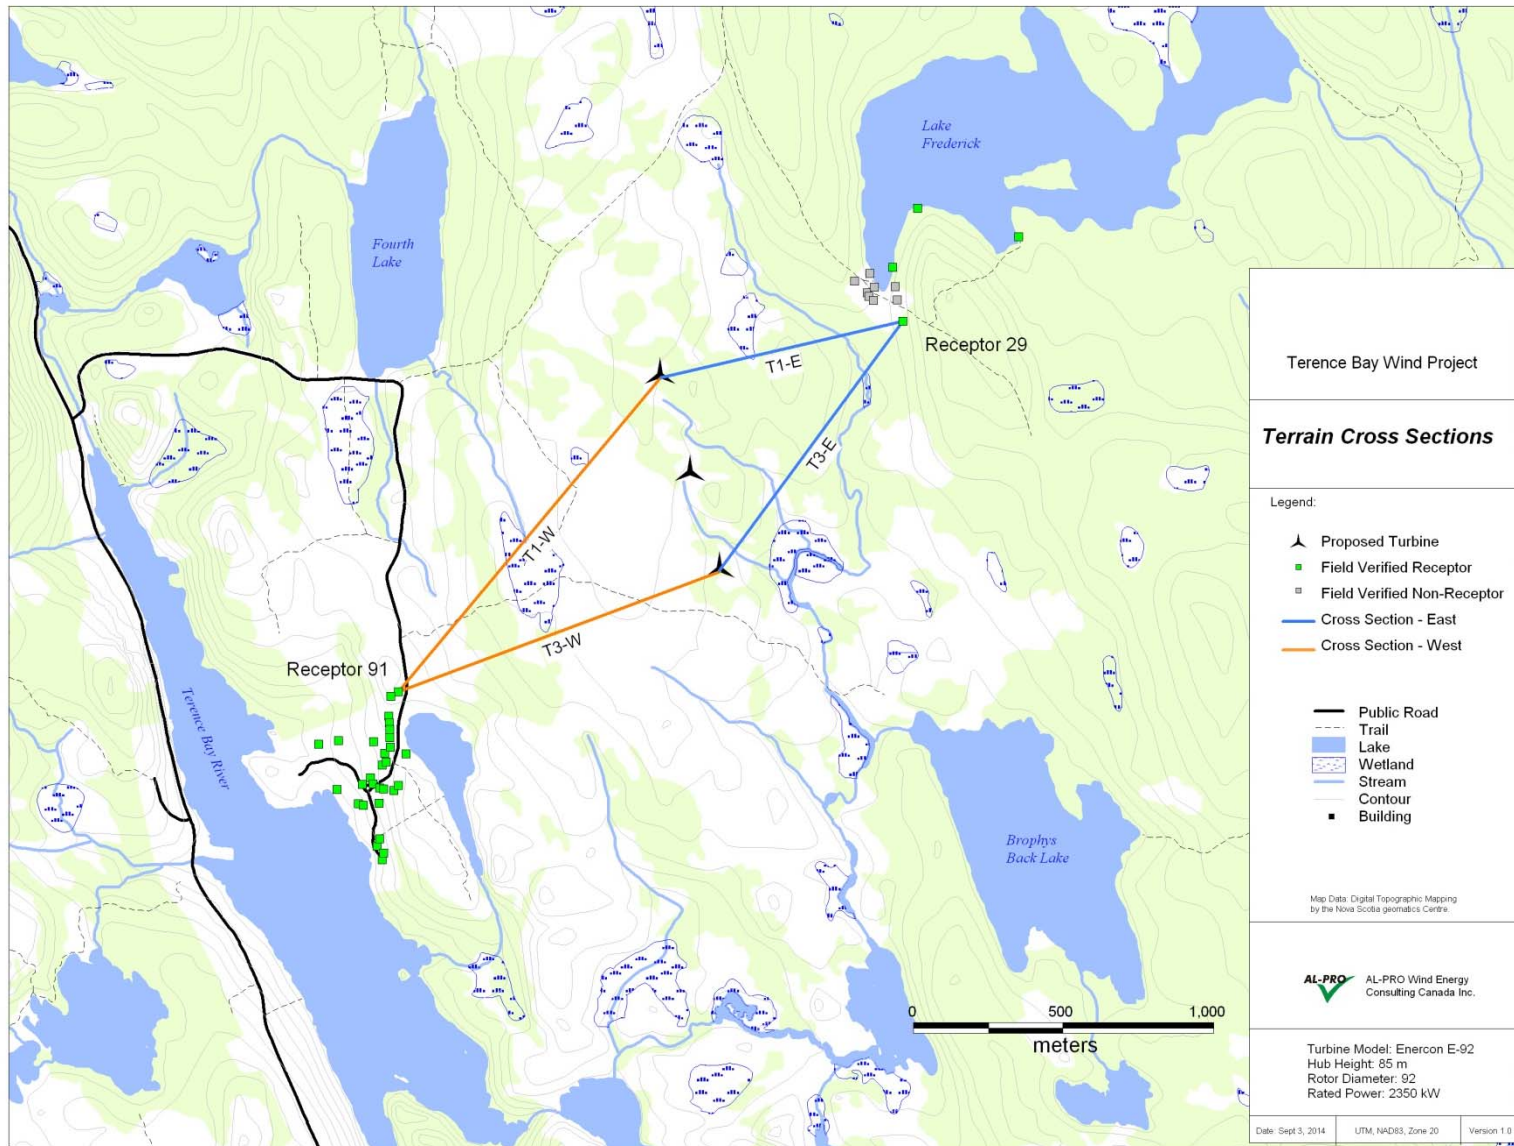 Lake
Frederick
Fourth
Lake
Receptor 29
T1-E
T3-E
T1-W
T3-W
Receptor 91
Terence Bay River
Brophys
Back Lake
0 500 1,000
meters
Terence Bay Wind Project
Terrain Cross Sections
Legend:
Proposed Turbine
Field Verified Receptor
Field Verified Non-Receptor
Cross Section - East
Cross Section - West
Public Road
Trail
Lake
Wetland
Stream
Contour
Building
Map Data: Digital Topographic Mapping
by the Nova Scotia geomatics Centre.
AL-PRO
AL-PRO Wind Energy
Consulting Canada Inc.
Turbine Model: Enercon E-92
Hub Height: 85 m
Rotor Diameter: 92
Rated Power: 2350 kW
Date: Sept 3, 2014 UTM, NAD83, Zone 20 Version 1.0